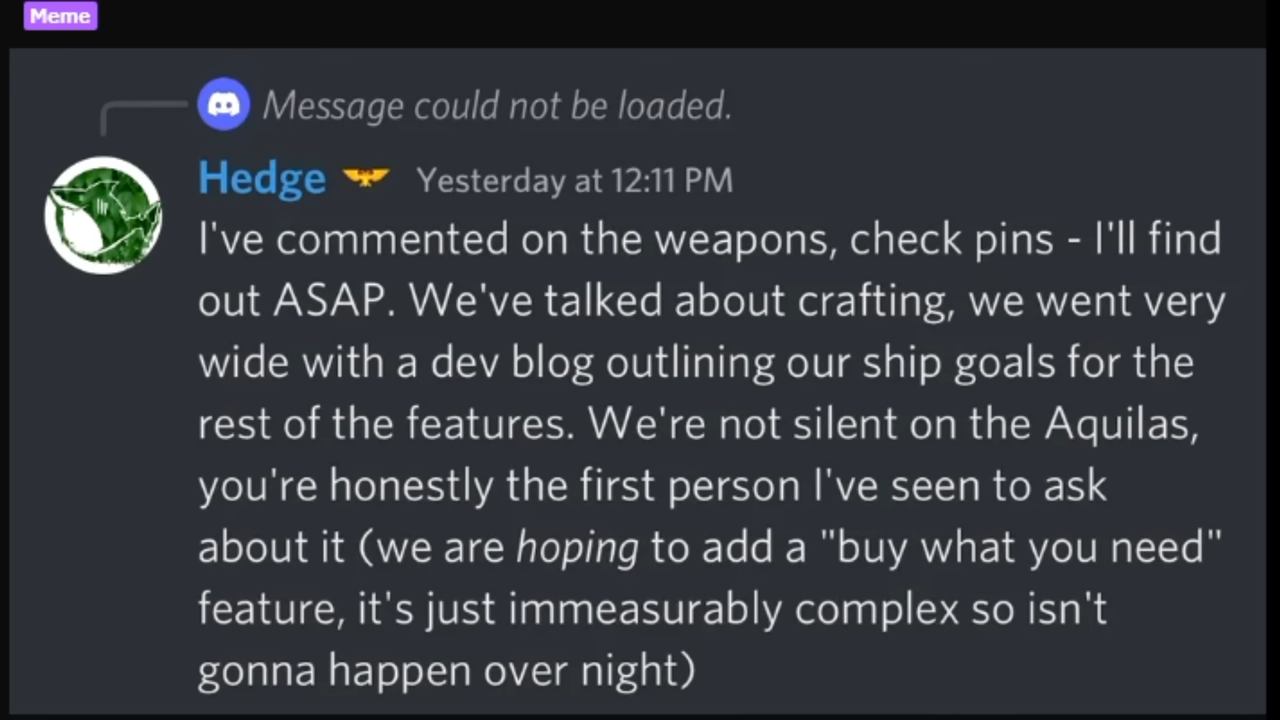 Meme
Message could not be loaded.
Hedge Yesterday at 12:11 PM
I've commented on the weapons, check pins - I'll find
out ASAP. We've talked about crafting, we went very
wide with a dev blog outlining our ship goals for the
rest of the features. We're not silent on the Aquilas,
you're honestly the first person I've seen to ask
about it (we are hoping to add a "buy what you need"
feature, it's just immeasurably complex so isn't
gonna happen over night)